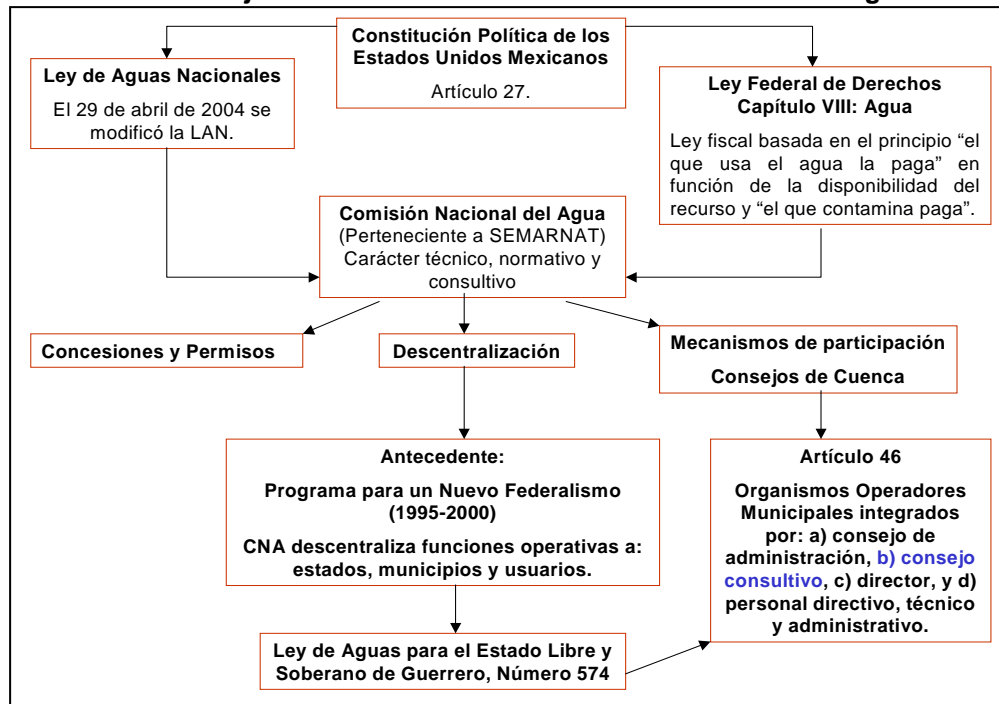 Constitución Política de los
Estados Unidos Mexicanos
Artículo 27.
Ley de Aguas Nacionales
El 29 de abril de 2004 se
modificó la LAN.
Ley Federal de Derechos
Capítulo VIII: Agua
Ley fiscal basada en el principio “el
que usa el agua la paga” en
función de la disponibilidad del
recurso y “el que contamina paga”.
Comisión Nacional del Agua
(Perteneciente a SEMARNAT)
Carácter técnico, normativo y
consultivo
Concesiones y Permisos
Descentralización
Mecanismos de participación
Consejos de Cuenca
Antecedente:
Programa para un Nuevo Federalismo
(1995-2000)
CNA descentraliza funciones operativas a:
estados, municipios y usuarios.
Artículo 46
Organismos Operadores
Municipales integrados
por: a) consejo de
administración, b) consejo
consultivo, c) director, y d)
personal directivo, técnico
y administrativo.
Ley de Aguas para el Estado Libre y
Soberano de Guerrero, Número 574